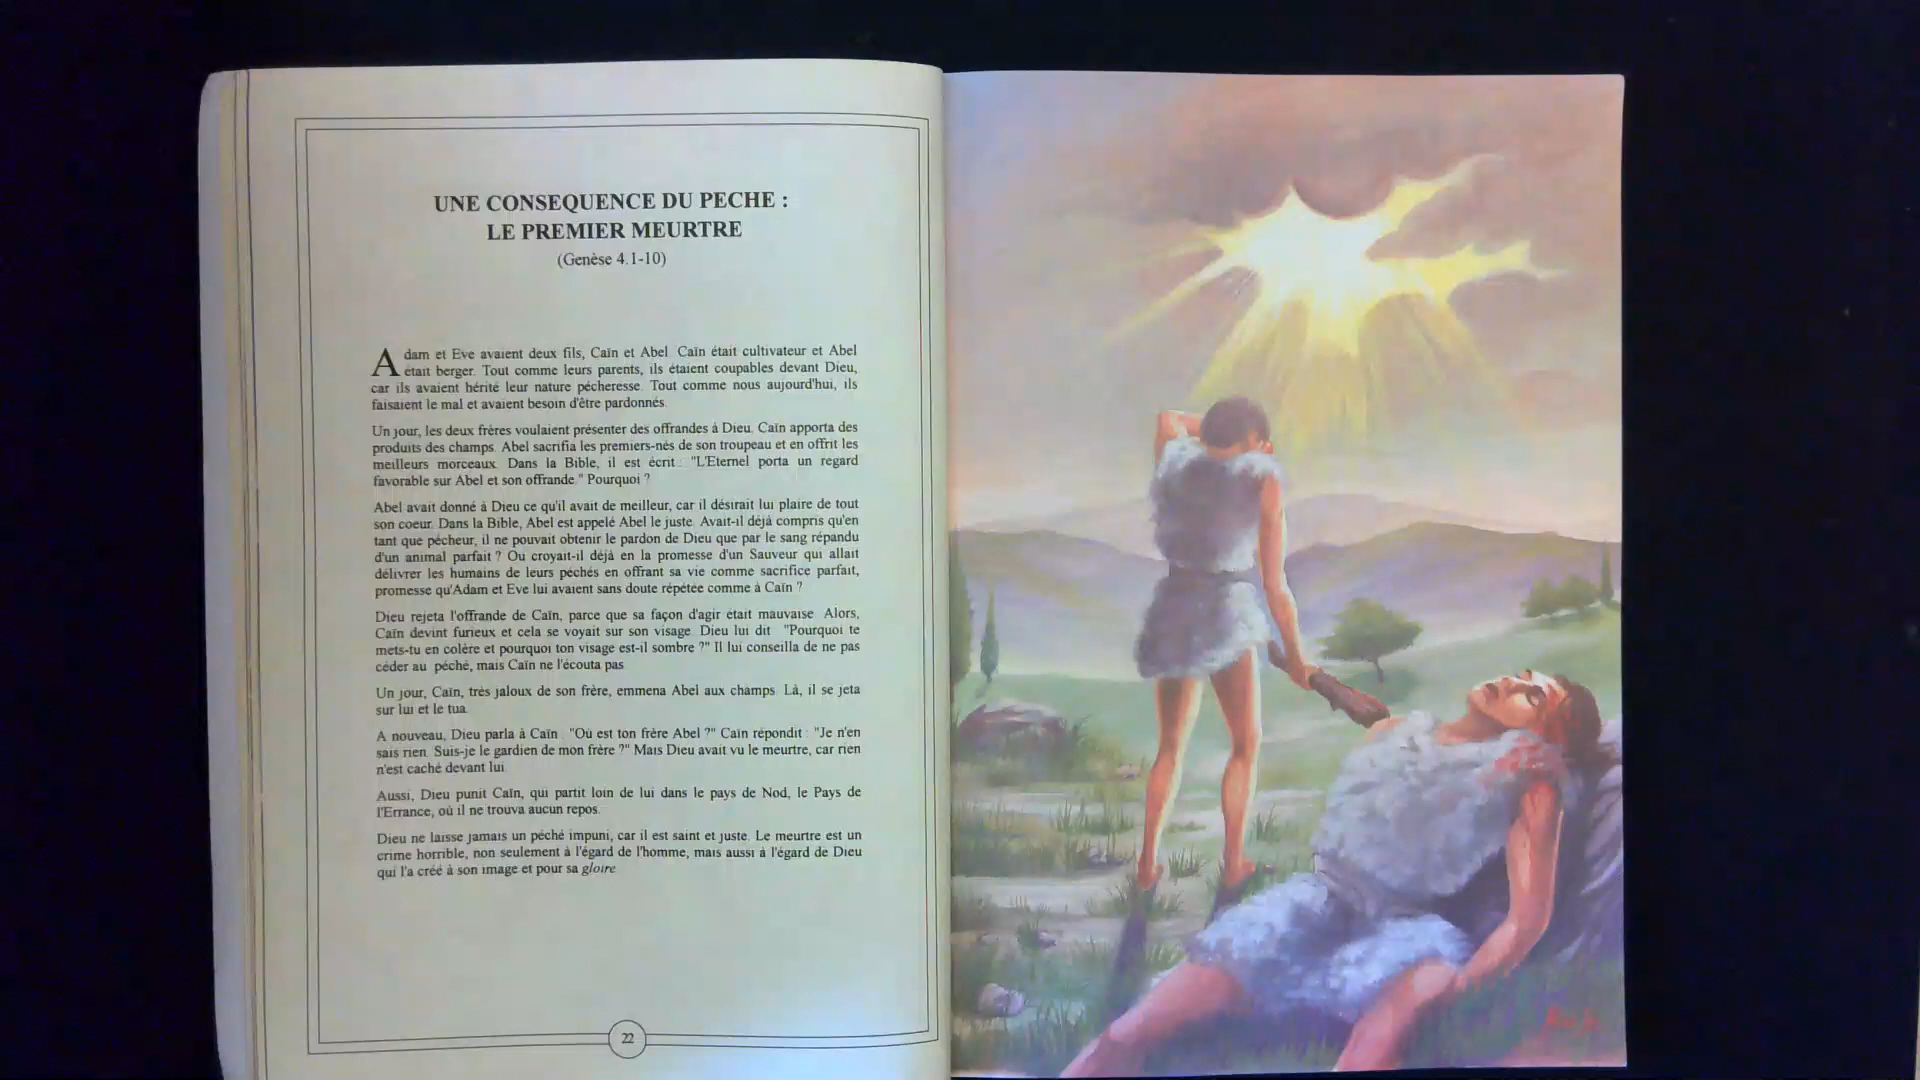 UNE CONSEQUENCE DU PECHE :
LE PREMIER MEURTRE
(Genèse 4.1-10)
Adam et Eve avaient deux fils, Caïn et Abel. Caïn était cultivateur et Abel
était berger. Tout comme leurs parents, ils étaient coupables devant Dieu,
car ils avaient hérité leur nature pécheresse. Tout comme nous aujourd'hui, ils
faisaient le mal et avaient besoin d'être pardonnés.
Un jour, les deux frères voulaient présenter des offrandes à Dieu. Caïn apporta des
produits des champs. Abel sacrifia les premiers-nés de son troupeau et en offrit les
meilleurs morceaux. Dans la Bible, il est écrit : "L'Eternel porta un regard
favorable sur Abel et son offrande." Pourquoi ?
Abel avait donné à Dieu ce qu'il avait de meilleur, car il désirait lui plaire de tout
son coeur. Dans la Bible, Abel est appelé Abel le juste. Avait-il déjà compris qu'en
tant que pécheur, il ne pouvait obtenir le pardon de Dieu que par le sang répandu
d'un animal parfait ? Ou croyait-il déjà en la promesse d'un Sauveur qui allait
délivrer les humains de leurs péchés en offrant sa vie comme sacrifice parfait,
promesse qu'Adam et Eve lui avaient sans doute répétée comme à Caïn ?
Dieu rejeta l'offrande de Caïn, parce que sa façon d'agir était mauvaise. Alors,
Caïn devint furieux et cela se voyait sur son visage. Dieu lui dit : "Pourquoi te
mets-tu en colère et pourquoi ton visage est-il sombre ?" Il lui conseilla de ne pas
céder au péché, mais Caïn ne l'écouta pas.
Un jour, Caïn, très jaloux de son frère, emmena Abel aux champs. Là, il se jeta
sur lui et le tua.
A nouveau, Dieu parla à Caïn : "Où est ton frère Abel ?" Caïn répondit : "Je n'en
sais rien. Suis-je le gardien de mon frère ?" Mais Dieu avait vu le meurtre, car rien
n'est caché devant lui.
Aussi, Dieu punit Caïn, qui partit loin de lui dans le pays de Nod, le Pays de
l'Errance, où il ne trouva aucun repos.
Dieu ne laisse jamais un péché impuni, car il est saint et juste. Le meurtre est un
crime horrible, non seulement à l'égard de l'homme, mais aussi à l'égard de Dieu
qui l'a créé à son image et pour sa gloire.
22